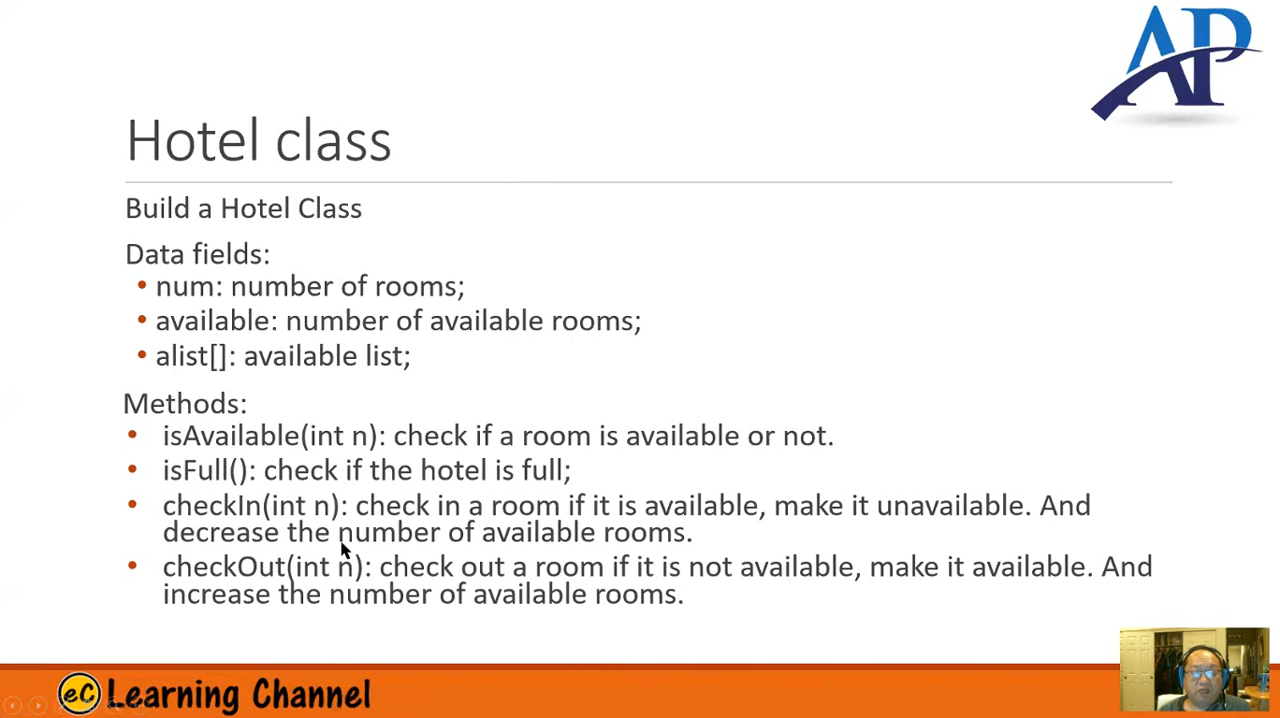 AP
Hotel class
Build a Hotel Class
Data fields:
• num: number of rooms;
• available: number of available rooms;
• alist[]: available list;
Methods:
• isAvailable(int n): check if a room is available or not.
• isFull(): check if the hotel is full;
• checkIn(int n): check in a room if it is available, make it unavailable. And
decrease the number of available rooms.
• checkOut(int n): check out a room if it is not available, make it available. And
increase the number of available rooms.
eC Learning Channel